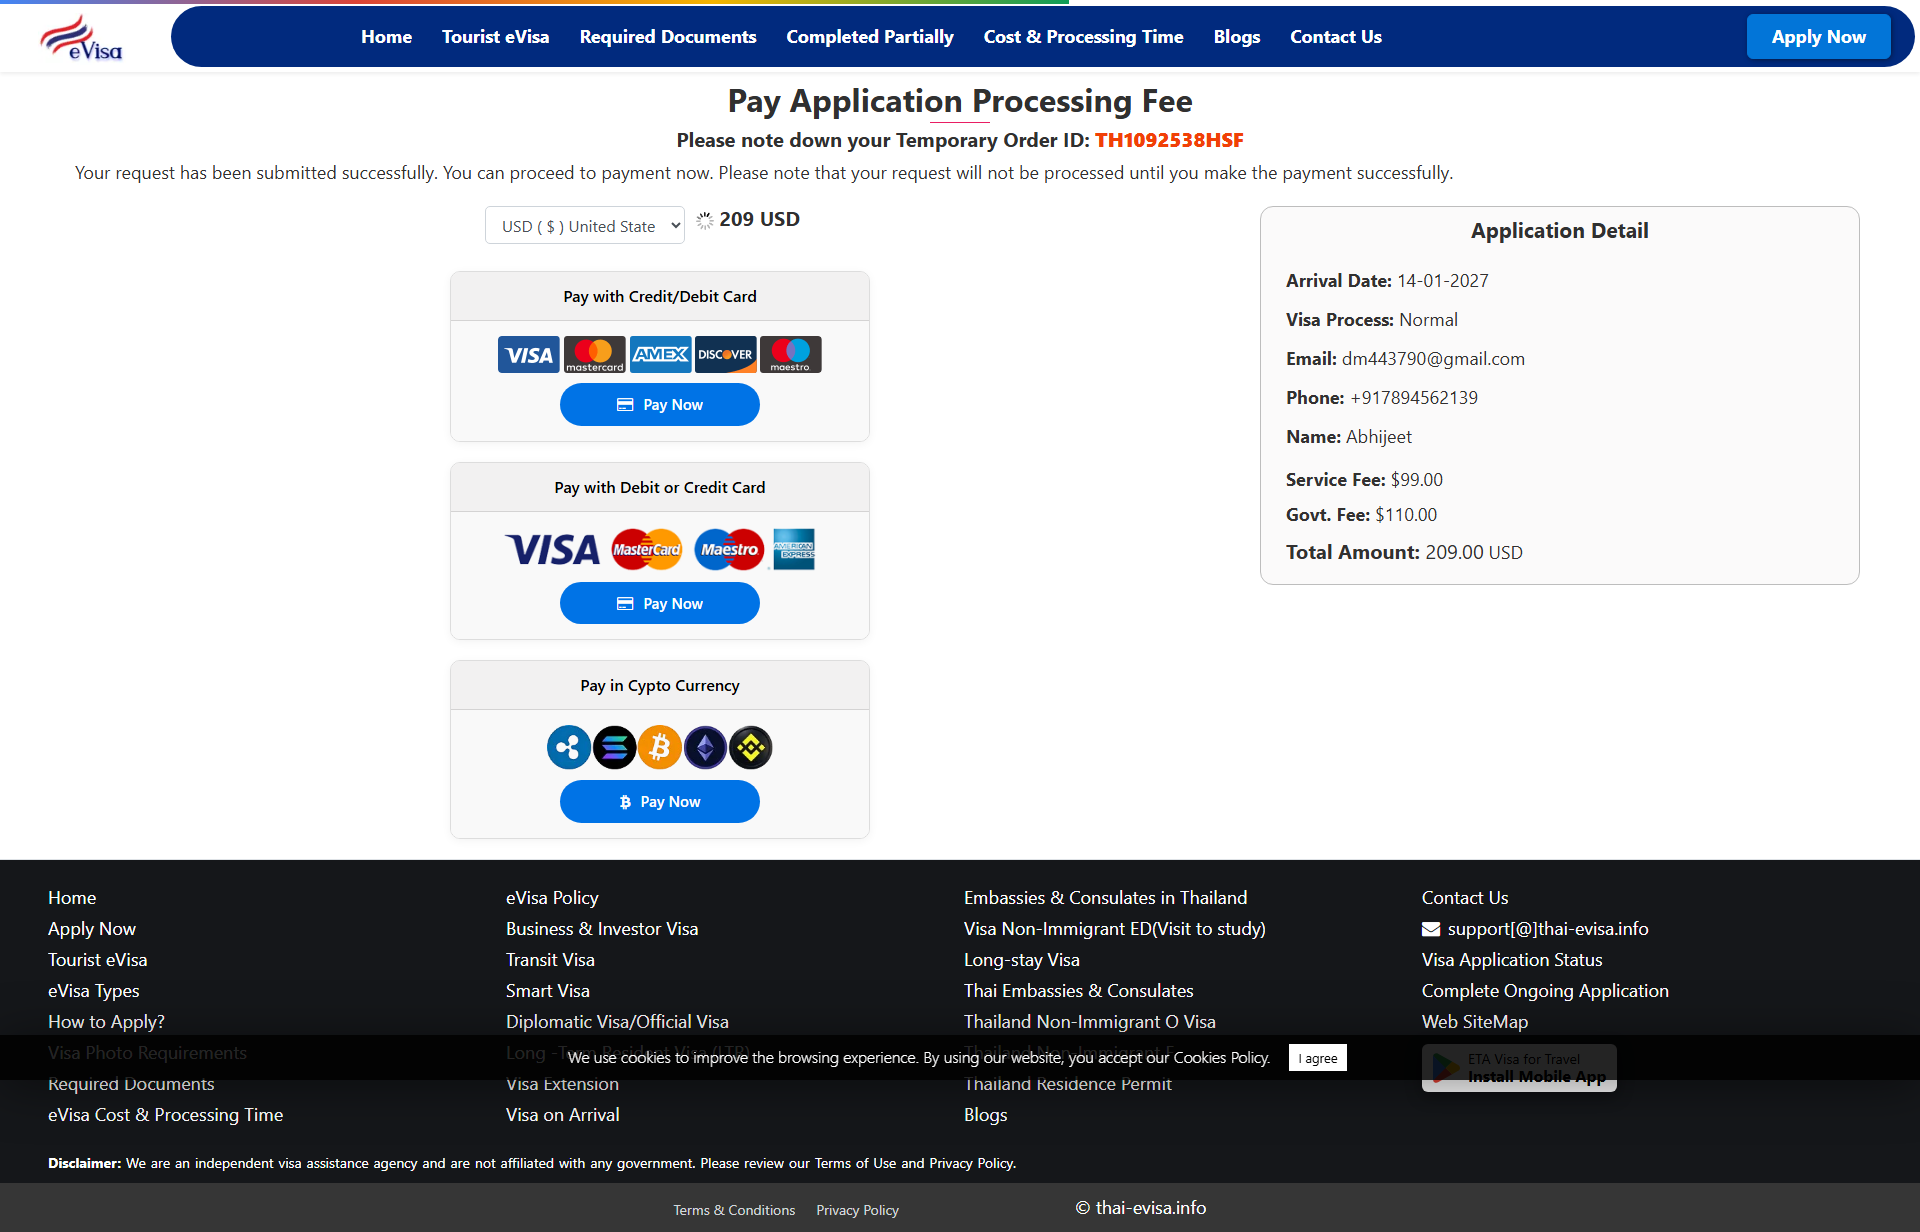 eVisa
Home Tourist eVisa Required Documents Completed Partially Cost & Processing Time Blogs Contact Us Apply Now
Pay Application Processing Fee
Please note down your Temporary Order ID: TH1092538HSF
Your request has been submitted successfully. You can proceed to payment now. Please note that your request will not be processed until you make the payment successfully.
USD ( $ ) United State 209 USD
Pay with Credit/Debit Card
VISA mastercard AMEX DISCOVER maestro
Pay Now
Pay with Debit or Credit Card
VISA MasterCard Maestro AMERICAN EXPRESS
Pay Now
Pay in Cypto Currency
Pay Now
Application Detail
Arrival Date: 14-01-2027
Visa Process: Normal
Email: dm443790@gmail.com
Phone: +917894562139
Name: Abhijeet
Service Fee: $99.00
Govt. Fee: $110.00
Total Amount: 209.00 USD
Home
Apply Now
Tourist eVisa
eVisa Types
How to Apply?
Visa Photo Requirements
Required Documents
eVisa Cost & Processing Time
eVisa Policy
Business & Investor Visa
Transit Visa
Smart Visa
Diplomatic Visa/Official Visa
Visa Extension
Visa on Arrival
Embassies & Consulates in Thailand
Visa Non-Immigrant ED(Visit to study)
Long-stay Visa
Thai Embassies & Consulates
Thailand Non-Immigrant O Visa
Thailand Residence Permit
Blogs
Contact Us
support[@]thai-evisa.info
Visa Application Status
Complete Ongoing Application
Web SiteMap
ETA Visa for Travel
Install Mobile App
We use cookies to improve the browsing experience. By using our website, you accept our Cookies Policy. I agree
Disclaimer: We are an independent visa assistance agency and are not affiliated with any government. Please review our Terms of Use and Privacy Policy.
Terms & Conditions Privacy Policy © thai-evisa.info